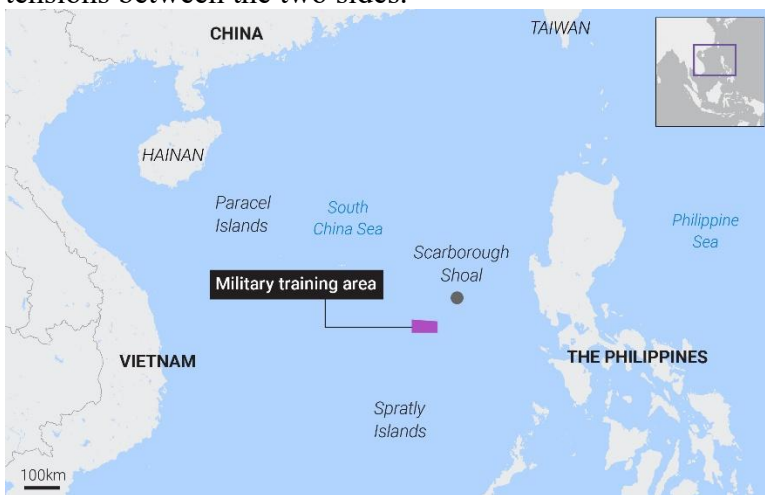 tensions between the two sides.
CHINA
TAIWAN
HAINAN
Paracel
Islands
South
China Sea
Philippine
Sea
Scarborough
Shoal
Military training area
VIETNAM
THE PHILIPPINES
Spratly
Islands
100km